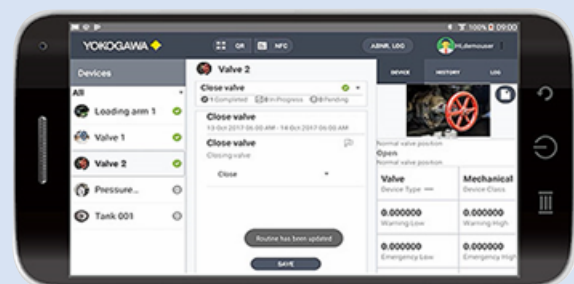 100% 09:00
YOKOGAWA
QR
NFC
ABNR. LOG
Hi,demouser
Devices
All
Loading arm 1
Valve 1
Valve 2
Pressure...
Tank 001
Valve 2
Close valve
1 Completed
0 In Progress
0 Pending
Close valve
13 Oct 2017 06:00 AM - 14 Oct 2017 06:00 AM
Close valve
Closing valve
Close
Routine has been updated
SAVE
DEVICE
HISTORY
LOG
Normal valve position
Open
Normal valve position
Valve
Device Type
Mechanical
Device Class
0.000000
Warning Low
0.000000
Warning High
0.000000
Emergency Low
0.000000
Emergency High